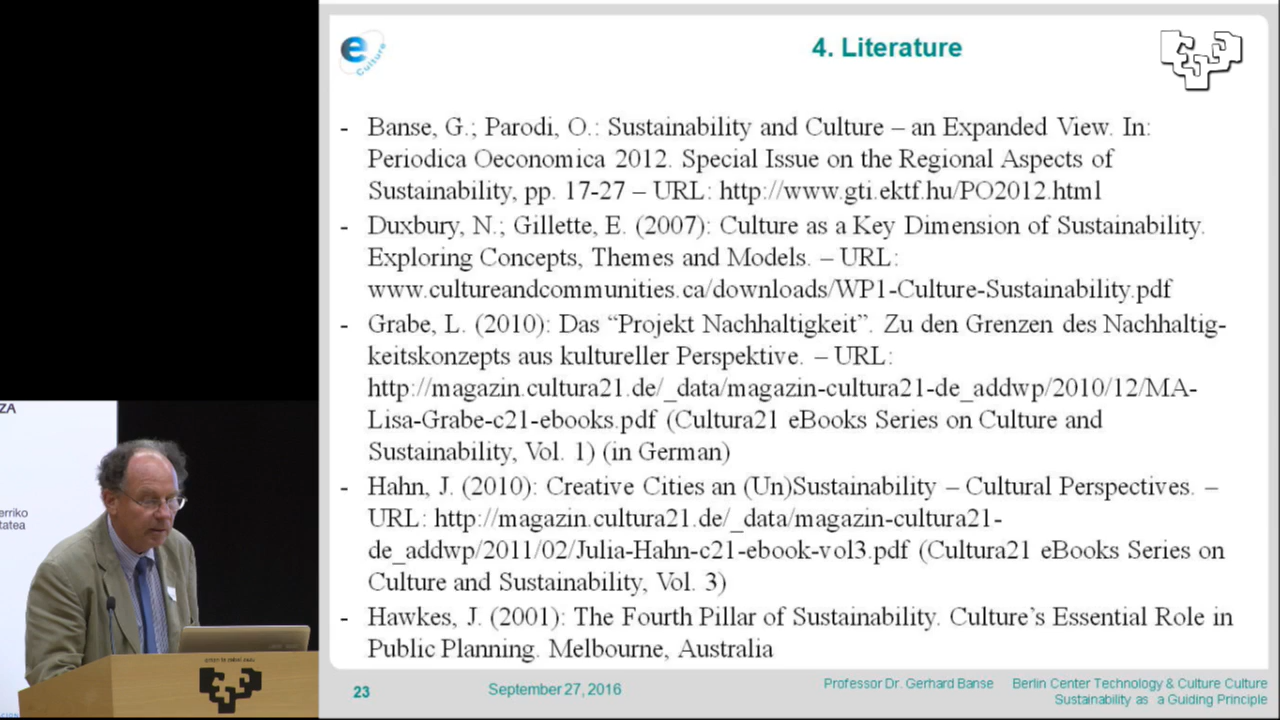 4. Literature
e
Culture
- Banse, G.; Parodi, O.: Sustainability and Culture – an Expanded View. In:
Periodica Oeconomica 2012. Special Issue on the Regional Aspects of
Sustainability, pp. 17-27 – URL: http://www.gti.ektf.hu/PO2012.html
- Duxbury, N.; Gillette, E. (2007): Culture as a Key Dimension of Sustainability.
Exploring Concepts, Themes and Models. – URL:
www.cultureandcommunities.ca/downloads/WP1-Culture-Sustainability.pdf
- Grabe, L. (2010): Das “Projekt Nachhaltigkeit”. Zu den Grenzen des Nachhaltig-
keitskonzepts aus kultureller Perspektive. – URL:
http://magazin.cultura21.de/_data/magazin-cultura21-de_addwp/2010/12/MA-
Lisa-Grabe-c21-ebooks.pdf (Cultura21 eBooks Series on Culture and
Sustainability, Vol. 1) (in German)
- Hahn, J. (2010): Creative Cities an (Un)Sustainability – Cultural Perspectives. –
URL: http://magazin.cultura21.de/_data/magazin-cultura21-
de_addwp/2011/02/Julia-Hahn-c21-ebook-vol3.pdf (Cultura21 eBooks Series on
Culture and Sustainability, Vol. 3)
- Hawkes, J. (2001): The Fourth Pillar of Sustainability. Culture’s Essential Role in
Public Planning. Melbourne, Australia
23
September 27, 2016
Professor Dr. Gerhard Banse Berlin Center Technology & Culture Culture
Sustainability as a Guiding Principle
ZA
erriko
tatea